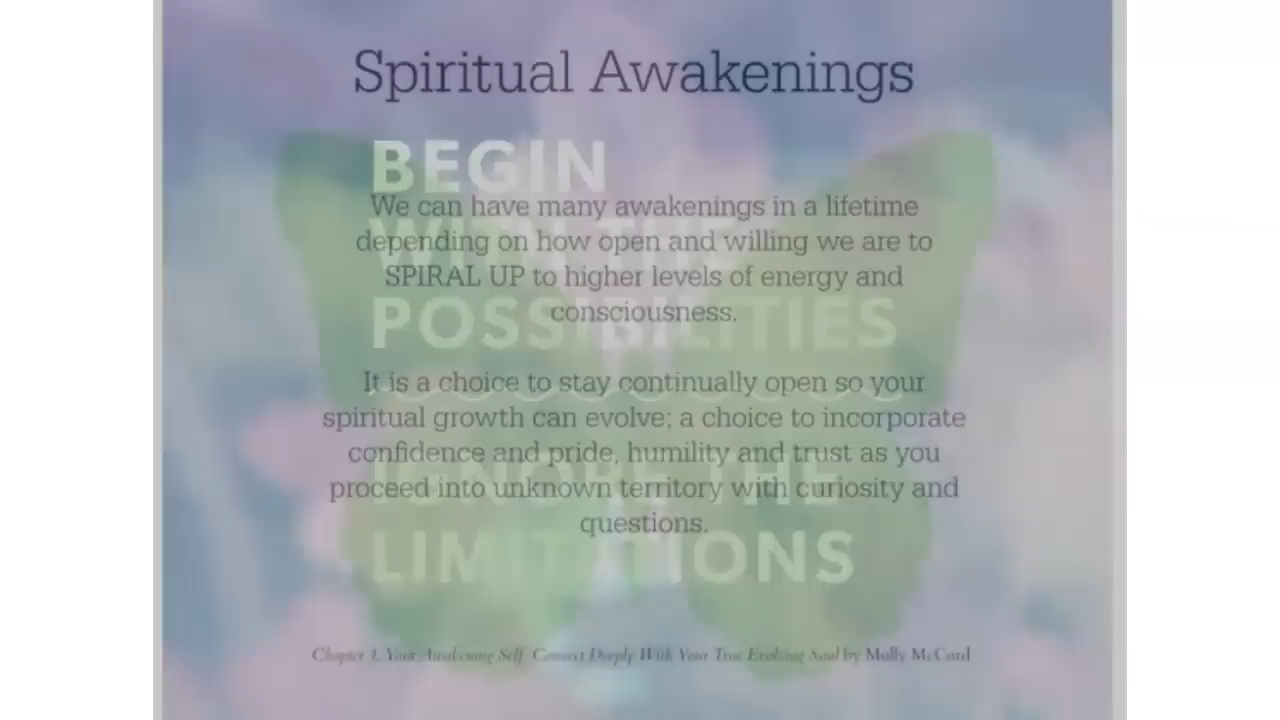 Spiritual Awakenings
BEGIN
We can have many awakenings in a lifetime
WITH THE
depending on how open and willing we are to
SPIRAL UP to higher levels of energy and
consciousness.
POSSIBILITIES
It is a choice to stay continually open so your
spiritual growth can evolve; a choice to incorporate
confidence and pride, humility and trust as you
IGNORE THE
proceed into unknown territory with curiosity and
questions.
LIMITATIONS
Chapter 1, Your Awakening Self: Connect Deeply With Your True Evolving Soul by Molly McCord